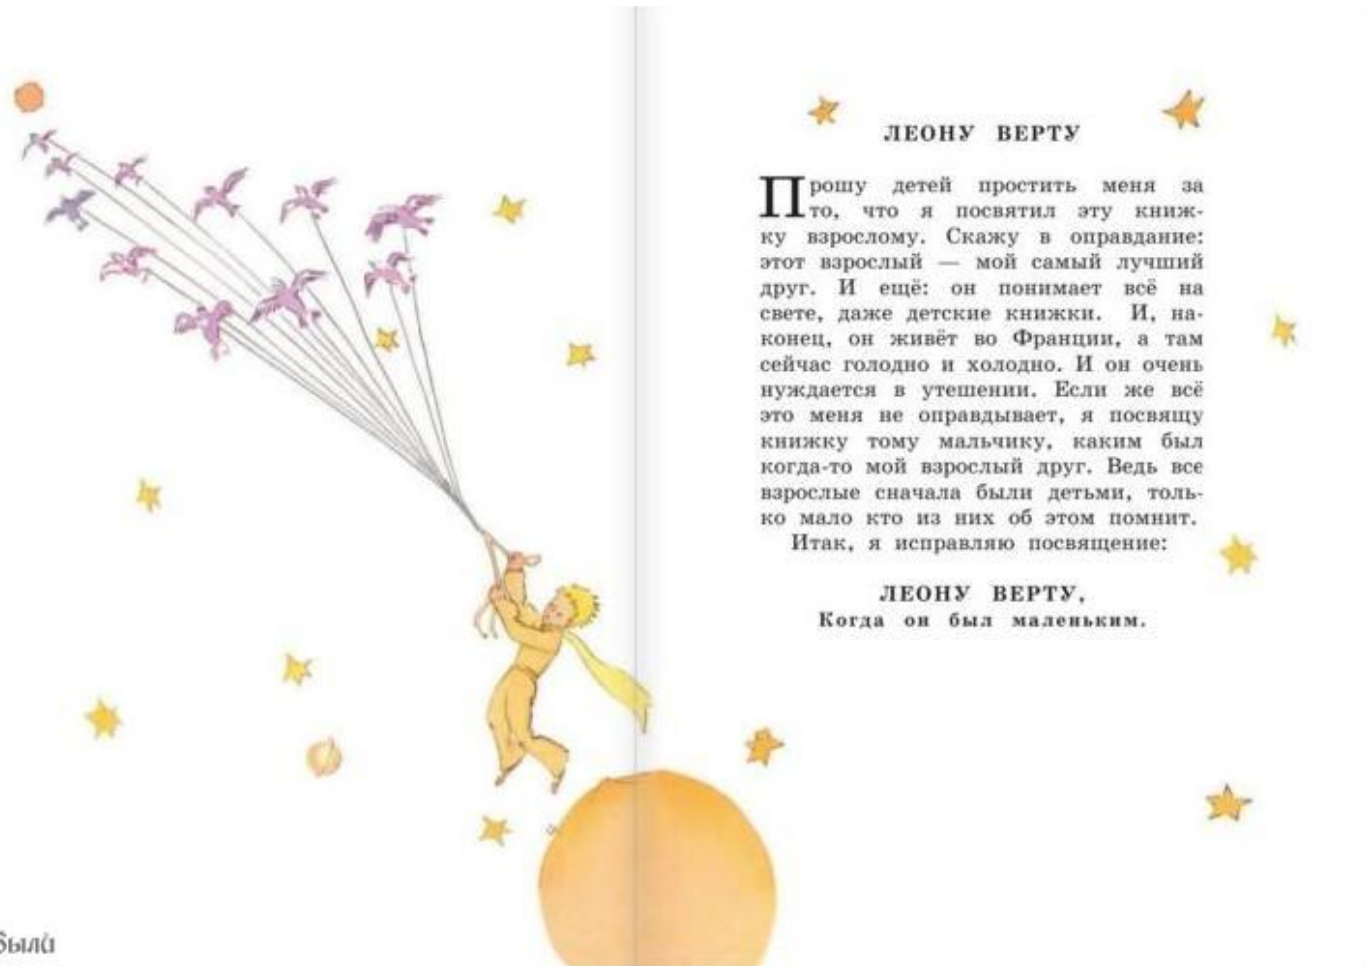 ЛЕОНУ ВЕРТУ
Прошу детей простить меня за
то, что я посвятил эту книж-
ку взрослому. Скажу в оправдание:
этот взрослый — мой самый лучший
друг. И ещё: он понимает всё на
свете, даже детские книжки. И, на-
конец, он живёт во Франции, а там
сейчас голодно и холодно. И он очень
нуждается в утешении. Если же всё
это меня не оправдывает, я посвящу
книжку тому мальчику, каким был
когда-то мой взрослый друг. Ведь все
взрослые сначала были детьми, толь-
ко мало кто из них об этом помнит.
Итак, я исправляю посвящение:
ЛЕОНУ ВЕРТУ,
Когда он был маленьким.